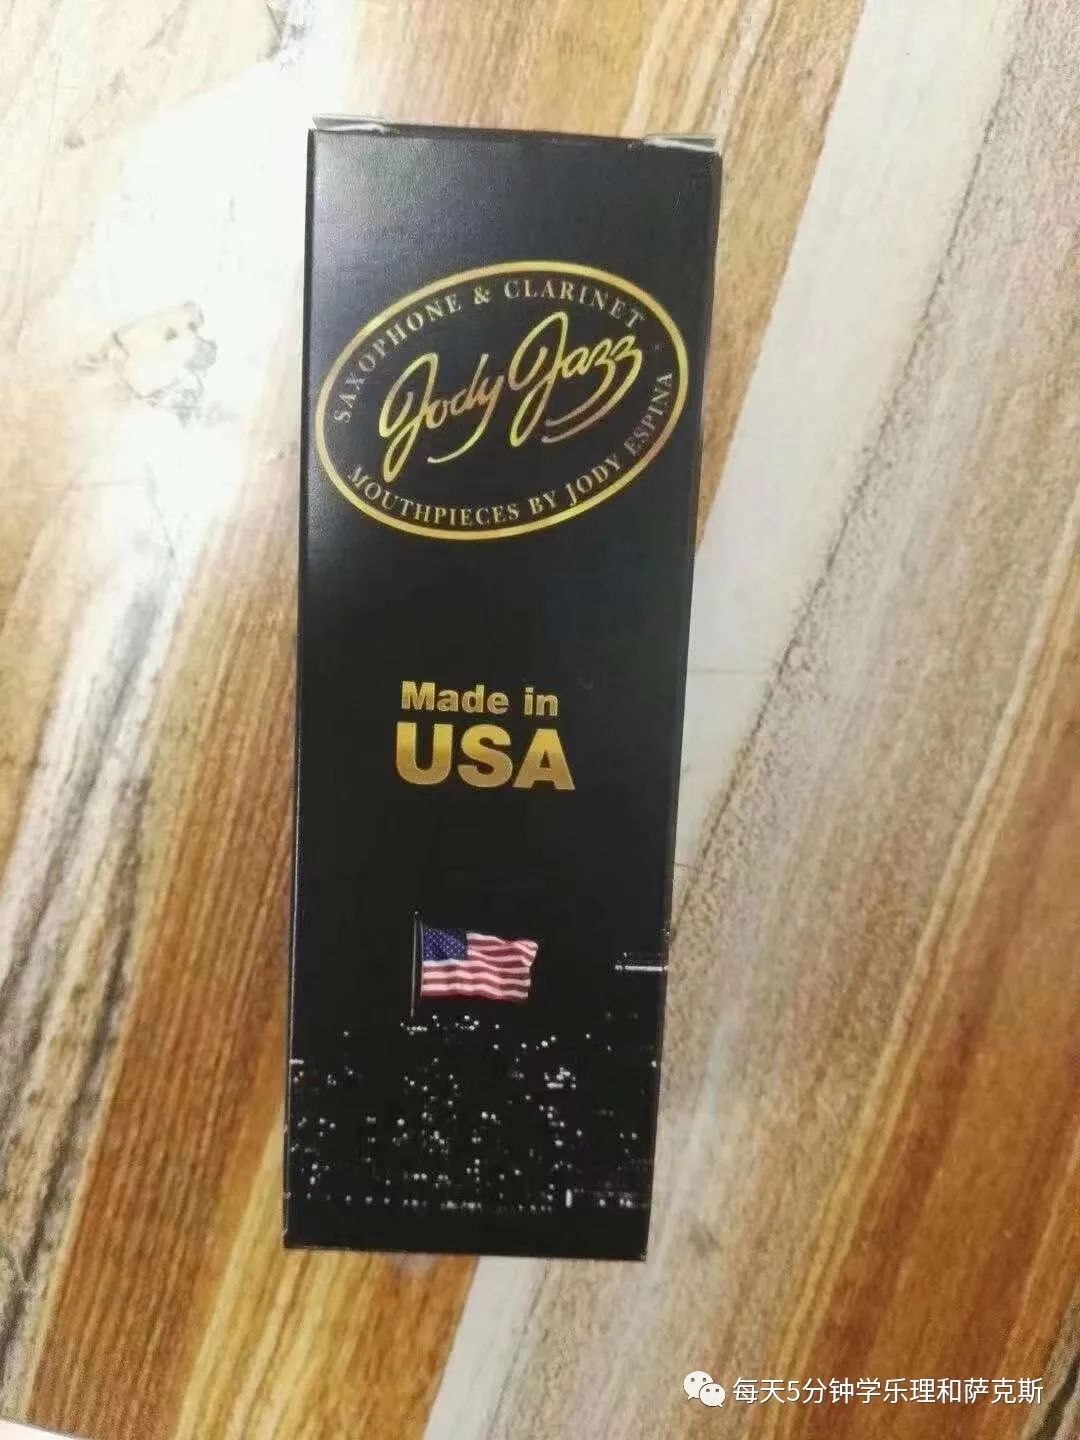 SAXOPHONE & CLARINET
Jody Jazz
MOUTHPIECES BY JODY ESPINA
Made in
USA
每天5分钟学乐理和萨克斯